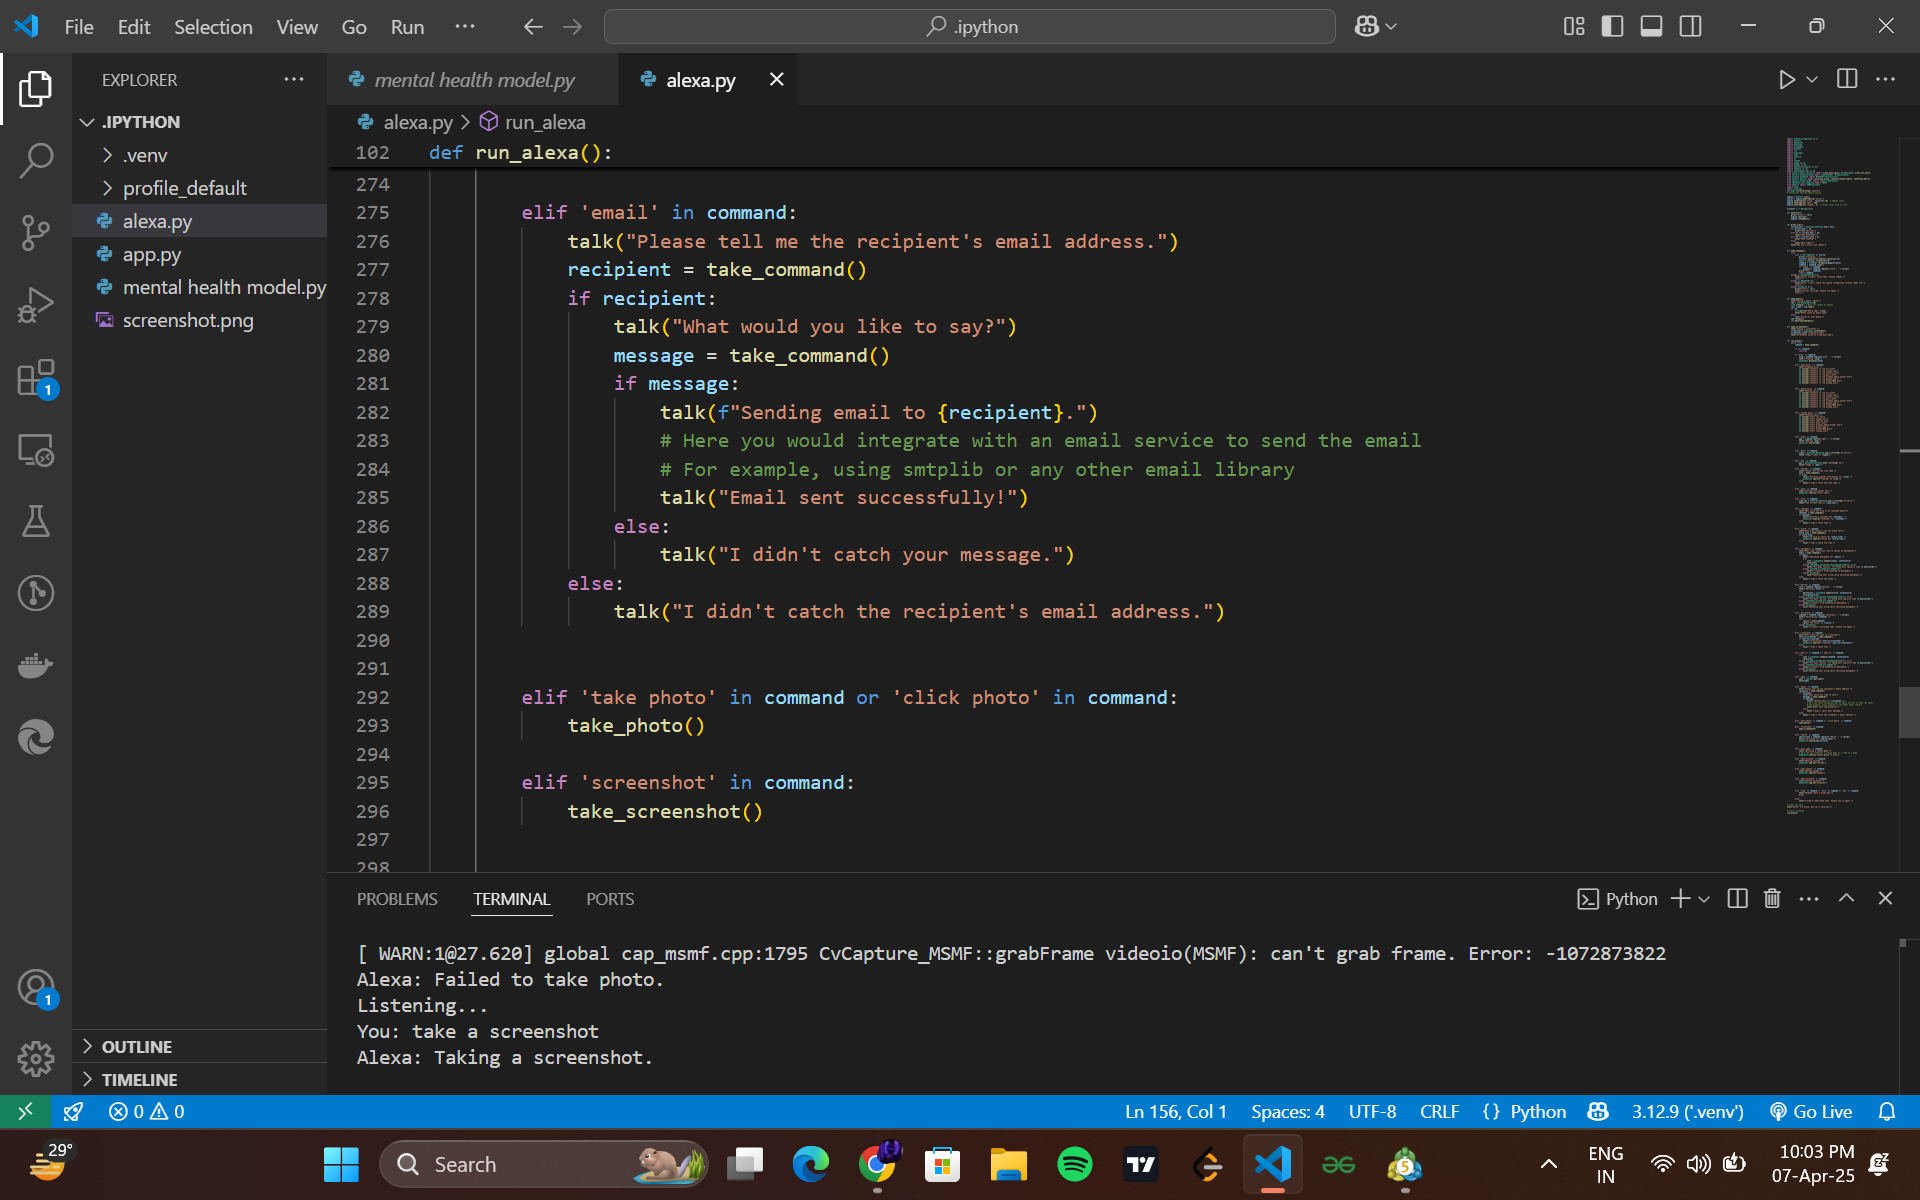 File Edit Selection View Go Run ··· .ipython
EXPLORER ···
.IPYTHON
.venv
profile_default
alexa.py
app.py
mental health model.py
screenshot.png
OUTLINE
TIMELINE
1
1
mental health model.py
alexa.py
alexa.py > run_alexa
102 def run_alexa():
274
275 elif 'email' in command:
276 talk("Please tell me the recipient's email address.")
277 recipient = take_command()
278 if recipient:
279 talk("What would you like to say?")
280 message = take_command()
281 if message:
282 talk(f"Sending email to {recipient}.")
283 # Here you would integrate with an email service to send the email
284 # For example, using smtplib or any other email library
285 talk("Email sent successfully!")
286 else:
287 talk("I didn't catch your message.")
288 else:
289 talk("I didn't catch the recipient's email address.")
290
291
292 elif 'take photo' in command or 'click photo' in command:
293 take_photo()
294
295 elif 'screenshot' in command:
296 take_screenshot()
297
298
PROBLEMS TERMINAL PORTS Python
[ WARN:1@27.620] global cap_msmf.cpp:1795 CvCapture_MSMF::grabFrame videoio(MSMF): can't grab frame. Error: -1072873822
Alexa: Failed to take photo.
Listening...
You: take a screenshot
Alexa: Taking a screenshot.
0 0 Ln 156, Col 1 Spaces: 4 UTF-8 CRLF {} Python 3.12.9 ('.venv') Go Live
29° Search 5 ENG 10:03 PM
IN 07-Apr-25